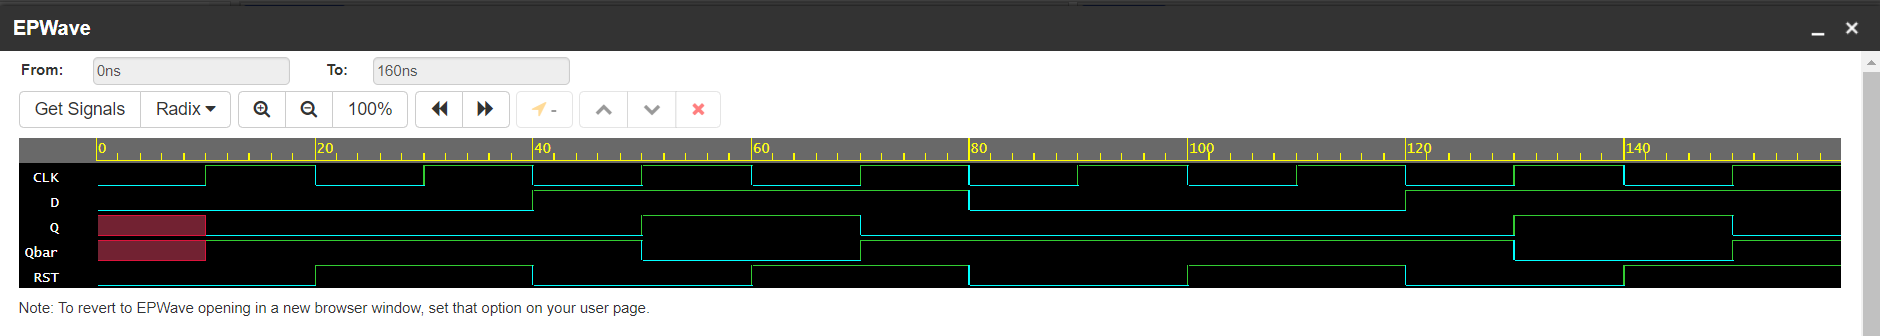 EPWave
From: 0ns To: 160ns
Get Signals Radix 100% -
0 20 40 60 80 100 120 140
CLK
D
Q
Qbar
RST
Note: To revert to EPWave opening in a new browser window, set that option on your user page.